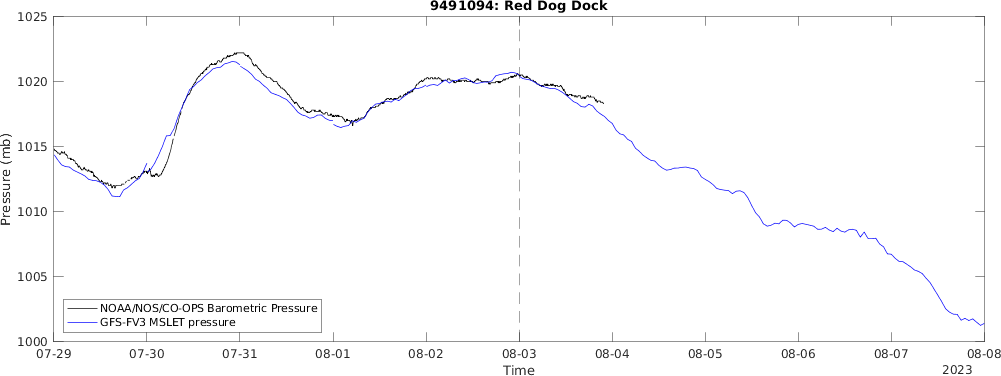 9491094: Red Dog Dock
1025
1020
1015
1010
1005
1000
Pressure (mb)
NOAA/NOS/CO-OPS Barometric Pressure
GFS-FV3 MSLET pressure
07-29 07-30 07-31 08-01 08-02 08-03 08-04 08-05 08-06 08-07 08-08
Time
2023